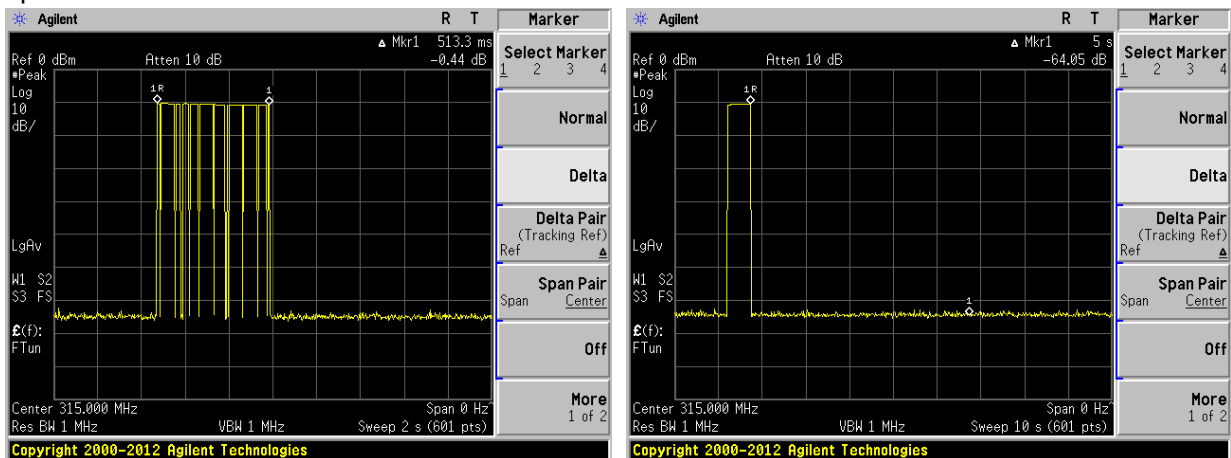 Agilent R T Marker
Δ Mkr1 513.3 ms
Ref 0 dBm Atten 10 dB -0.44 dB
#Peak
Log
10
dB/
1R
1
LgAv
W1 S2
S3 FS
£(f):
FTun
Center 315.000 MHz Span 0 Hz^
Res BW 1 MHz VBW 1 MHz Sweep 2 s (601 pts)
Copyright 2000-2012 Agilent Technologies
Select Marker
1 2 3 4
Normal
Delta
Delta Pair
(Tracking Ref)
Ref Δ
Span Pair
Span Center
Off
More
1 of 2
Agilent R T Marker
Δ Mkr1 5 s
Ref 0 dBm Atten 10 dB -64.05 dB
#Peak
Log
10
dB/
1R
1
LgAv
W1 S2
S3 FS
£(f):
FTun
Center 315.000 MHz Span 0 Hz^
Res BW 1 MHz VBW 1 MHz Sweep 10 s (601 pts)
Copyright 2000-2012 Agilent Technologies
Select Marker
1 2 3 4
Normal
Delta
Delta Pair
(Tracking Ref)
Ref Δ
Span Pair
Span Center
Off
More
1 of 2